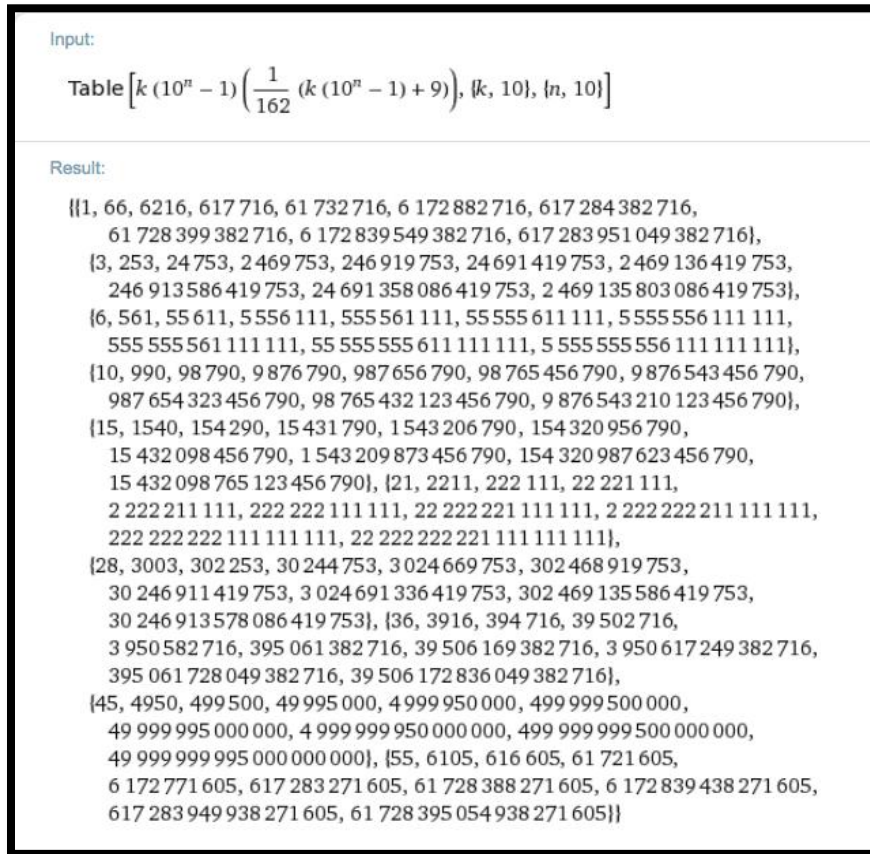 Input:
Table[k (10^n – 1) (1/162 (k (10^n – 1) + 9)), {k, 10}, {n, 10}]
Result:
{{1, 66, 6216, 617 716, 61 732 716, 6 172 882 716, 617 284 382 716,
61 728 399 382 716, 6 172 839 549 382 716, 617 283 951 049 382 716},
{3, 253, 24 753, 2 469 753, 246 919 753, 24 691 419 753, 2 469 136 419 753,
246 913 586 419 753, 24 691 358 086 419 753, 2 469 135 803 086 419 753},
{6, 561, 55 611, 5 556 111, 555 561 111, 55 555 611 111, 5 555 556 111 111,
555 555 561 111 111, 55 555 555 611 111 111, 5 555 555 556 111 111 111},
{10, 990, 98 790, 9 876 790, 987 656 790, 98 765 456 790, 9 876 543 456 790,
987 654 323 456 790, 98 765 432 123 456 790, 9 876 543 210 123 456 790},
{15, 1540, 154 290, 15 431 790, 1 543 206 790, 154 320 956 790,
15 432 098 456 790, 1 543 209 873 456 790, 154 320 987 623 456 790,
15 432 098 765 123 456 790}, {21, 2211, 222 111, 22 221 111,
2 222 211 111, 222 222 111 111, 22 222 221 111 111, 2 222 222 211 111 111,
222 222 222 111 111 111, 22 222 222 221 111 111 111},
{28, 3003, 302 253, 30 244 753, 3 024 669 753, 302 468 919 753,
30 246 911 419 753, 3 024 691 336 419 753, 302 469 135 586 419 753,
30 246 913 578 086 419 753}, {36, 3916, 394 716, 39 502 716,
3 950 582 716, 395 061 382 716, 39 506 169 382 716, 3 950 617 249 382 716,
395 061 728 049 382 716, 39 506 172 836 049 382 716},
{45, 4950, 499 500, 49 995 000, 4 999 950 000, 499 999 500 000,
49 999 995 000 000, 4 999 999 950 000 000, 499 999 999 500 000 000,
49 999 999 995 000 000 000}, {55, 6105, 616 605, 61 721 605,
6 172 771 605, 617 283 271 605, 61 728 388 271 605, 6 172 839 438 271 605,
617 283 949 938 271 605, 61 728 395 054 938 271 605}}